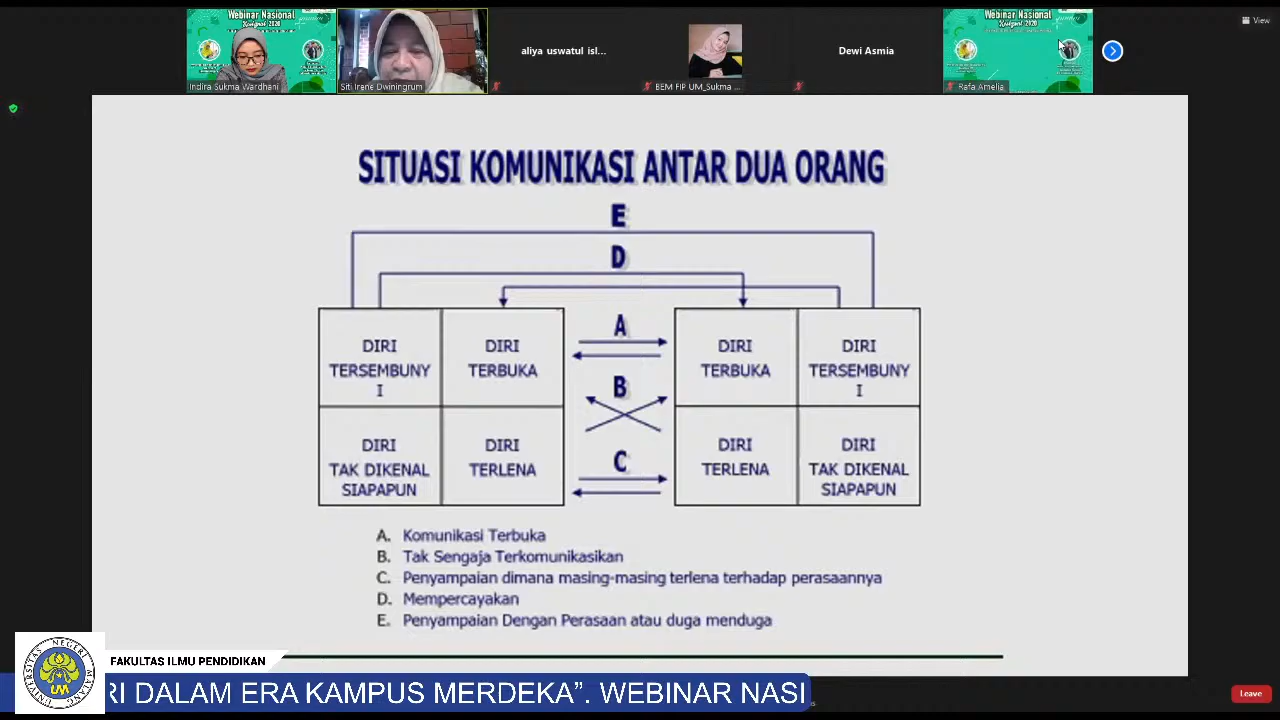 Webinar Nasional
Indira Sukma Wardhani
Siti Irene Dwiningrum
aliya uswatul isl...
BEM FIP UM_Sukma ...
Dewi Asmia
Webinar Nasional
Rafa Amelia
View
SITUASI KOMUNIKASI ANTAR DUA ORANG
E
D
A
B
C
DIRI
TERSEMBUNY
I
DIRI
TERBUKA
DIRI
TAK DIKENAL
SIAPAPUN
DIRI
TERLENA
DIRI
TERBUKA
DIRI
TERSEMBUNY
I
DIRI
TERLENA
DIRI
TAK DIKENAL
SIAPAPUN
A. Komunikasi Terbuka
B. Tak Sengaja Terkomunikasikan
C. Penyampaian dimana masing-masing terlena terhadap perasaannya
D. Mempercayakan
E. Penyampaian Dengan Perasaan atau duga menduga
UM
FAKULTAS ILMU PENDIDIKAN
RI DALAM ERA KAMPUS MERDEKA”. WEBINAR NASI
Leave